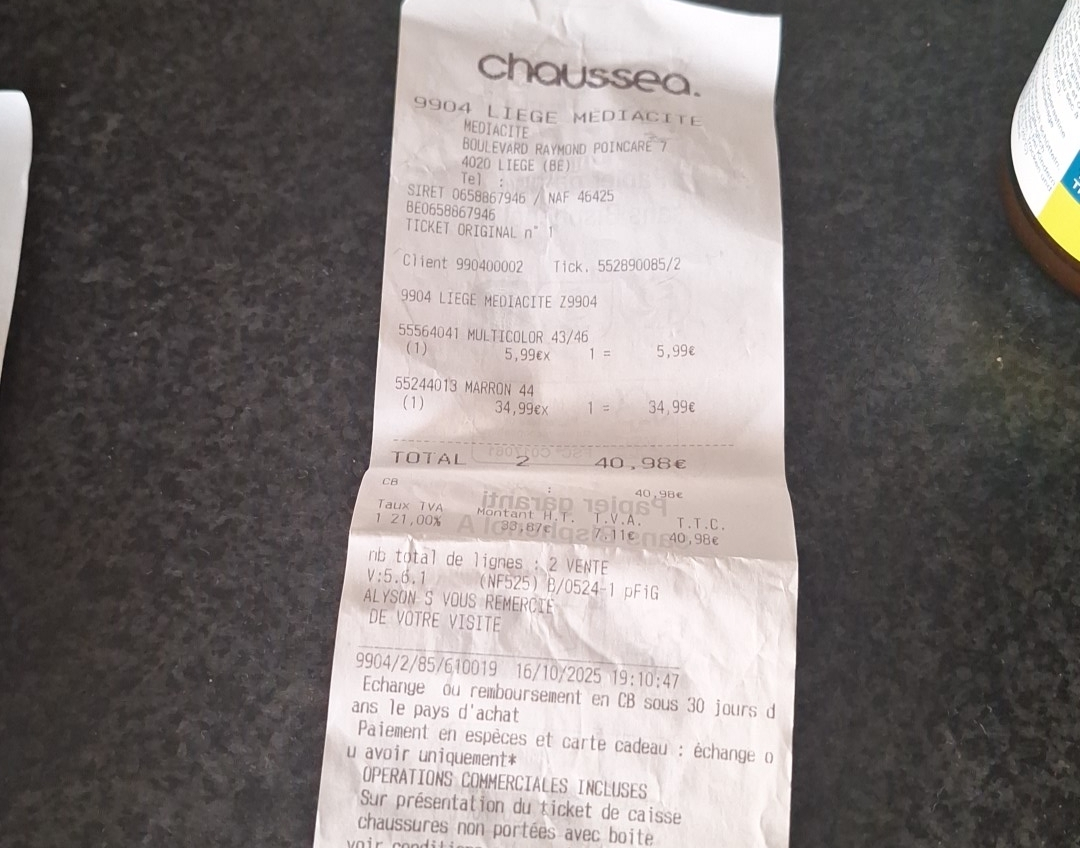 chaussea.
9904 LIEGE MEDIACITE
MEDIACITE
BOULEVARD RAYMOND POINCARE 7
4020 LIEGE (BE)
Tel :
SIRET 0658867946 / NAF 46425
BE0658867946
TICKET ORIGINAL n° 1
Client 990400002 Tick. 552890085/2
9904 LIEGE MEDIACITE Z9904
55564041 MULTICOLOR 43/46
(1) 5,99€x 1 = 5,99€
55244013 MARRON 44
(1) 34,99€x 1 = 34,99€
TOTAL 2 40,98€
CB : 40,98€
Taux TVA Montant H.T. T.V.A. T.T.C.
1 21,00% 33,87€ 7,11€ 40,98€
nb total de lignes : 2 VENTE
V:5.6.1 (NF525) B/0524-1 pFiG
ALYSON S VOUS REMERCIE
DE VOTRE VISITE
9904/2/85/610019 16/10/2025 19:10:47
Echange ou remboursement en CB sous 30 jours d
ans le pays d'achat
Paiement en espèces et carte cadeau : échange o
u avoir uniquement*
OPERATIONS COMMERCIALES INCLUSES
Sur présentation du ticket de caisse
chaussures non portées avec boite
voir